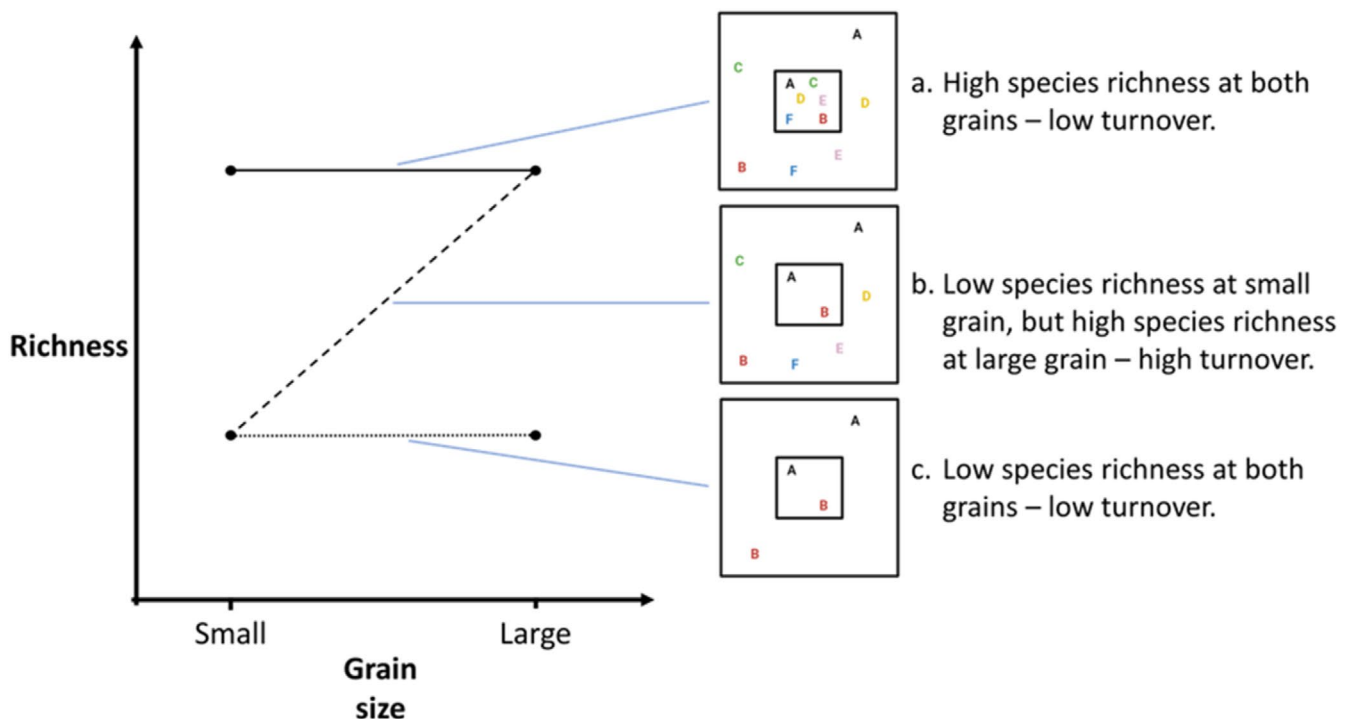 Richness
Small
Large
Grain
size
A
C
A C
D E
D
F B
E
B
F
a. High species richness at both
grains – low turnover.
A
C
A
D
B
E
B
F
b. Low species richness at small
grain, but high species richness
at large grain – high turnover.
A
A
B
B
c. Low species richness at both
grains – low turnover.